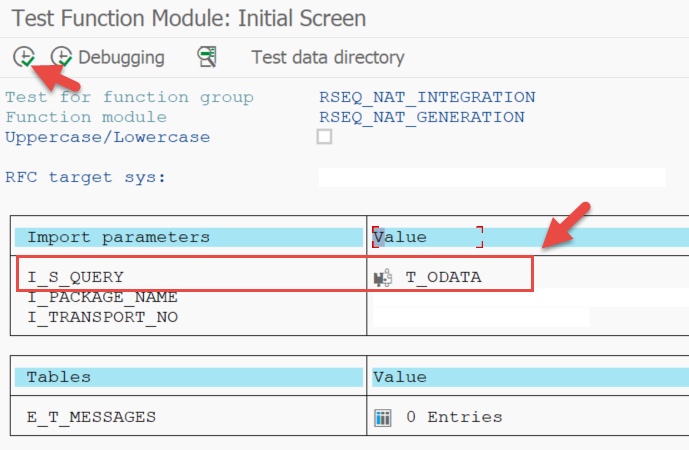 Test Function Module: Initial Screen
Debugging Test data directory
Test for function group RSEQ_NAT_INTEGRATION
Function module RSEQ_NAT_GENERATION
Uppercase/Lowercase
RFC target sys:
Import parameters Value
I_S_QUERY T_ODATA
I_PACKAGE_NAME
I_TRANSPORT_NO
Tables Value
E_T_MESSAGES 0 Entries